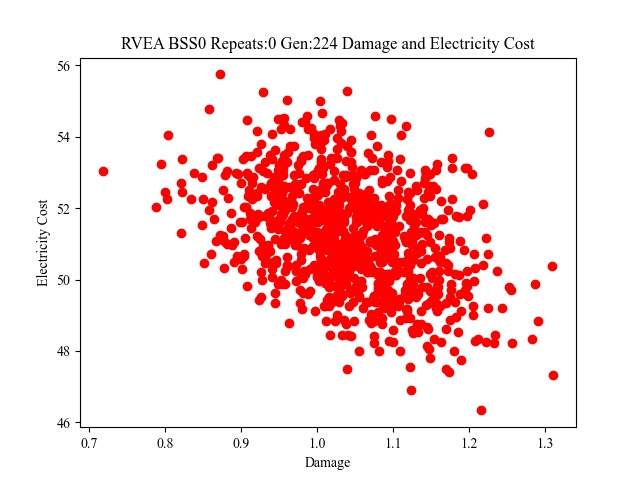 RVEA BSS0 Repeats:0 Gen:224 Damage and Electricity Cost
56
54
52
50
48
46
Electricity Cost
0.7 0.8 0.9 1.0 1.1 1.2 1.3
Damage